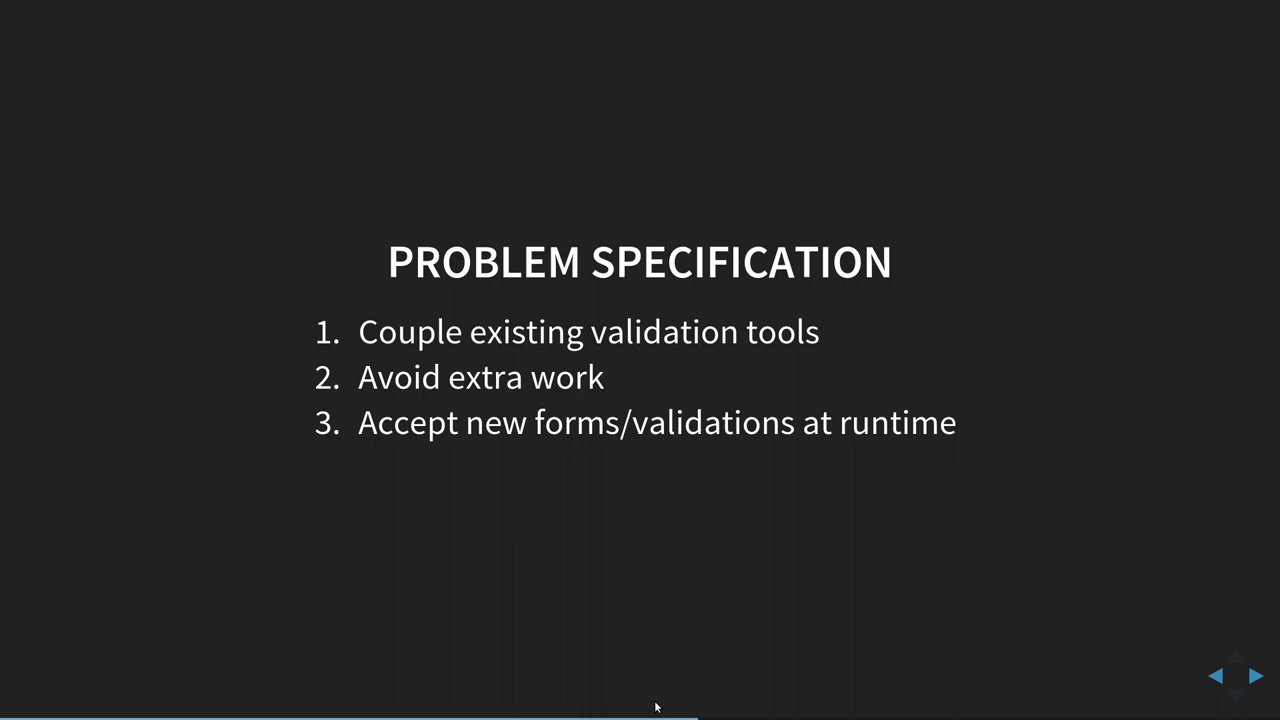 PROBLEM SPECIFICATION
1. Couple existing validation tools
2. Avoid extra work
3. Accept new forms/validations at runtime